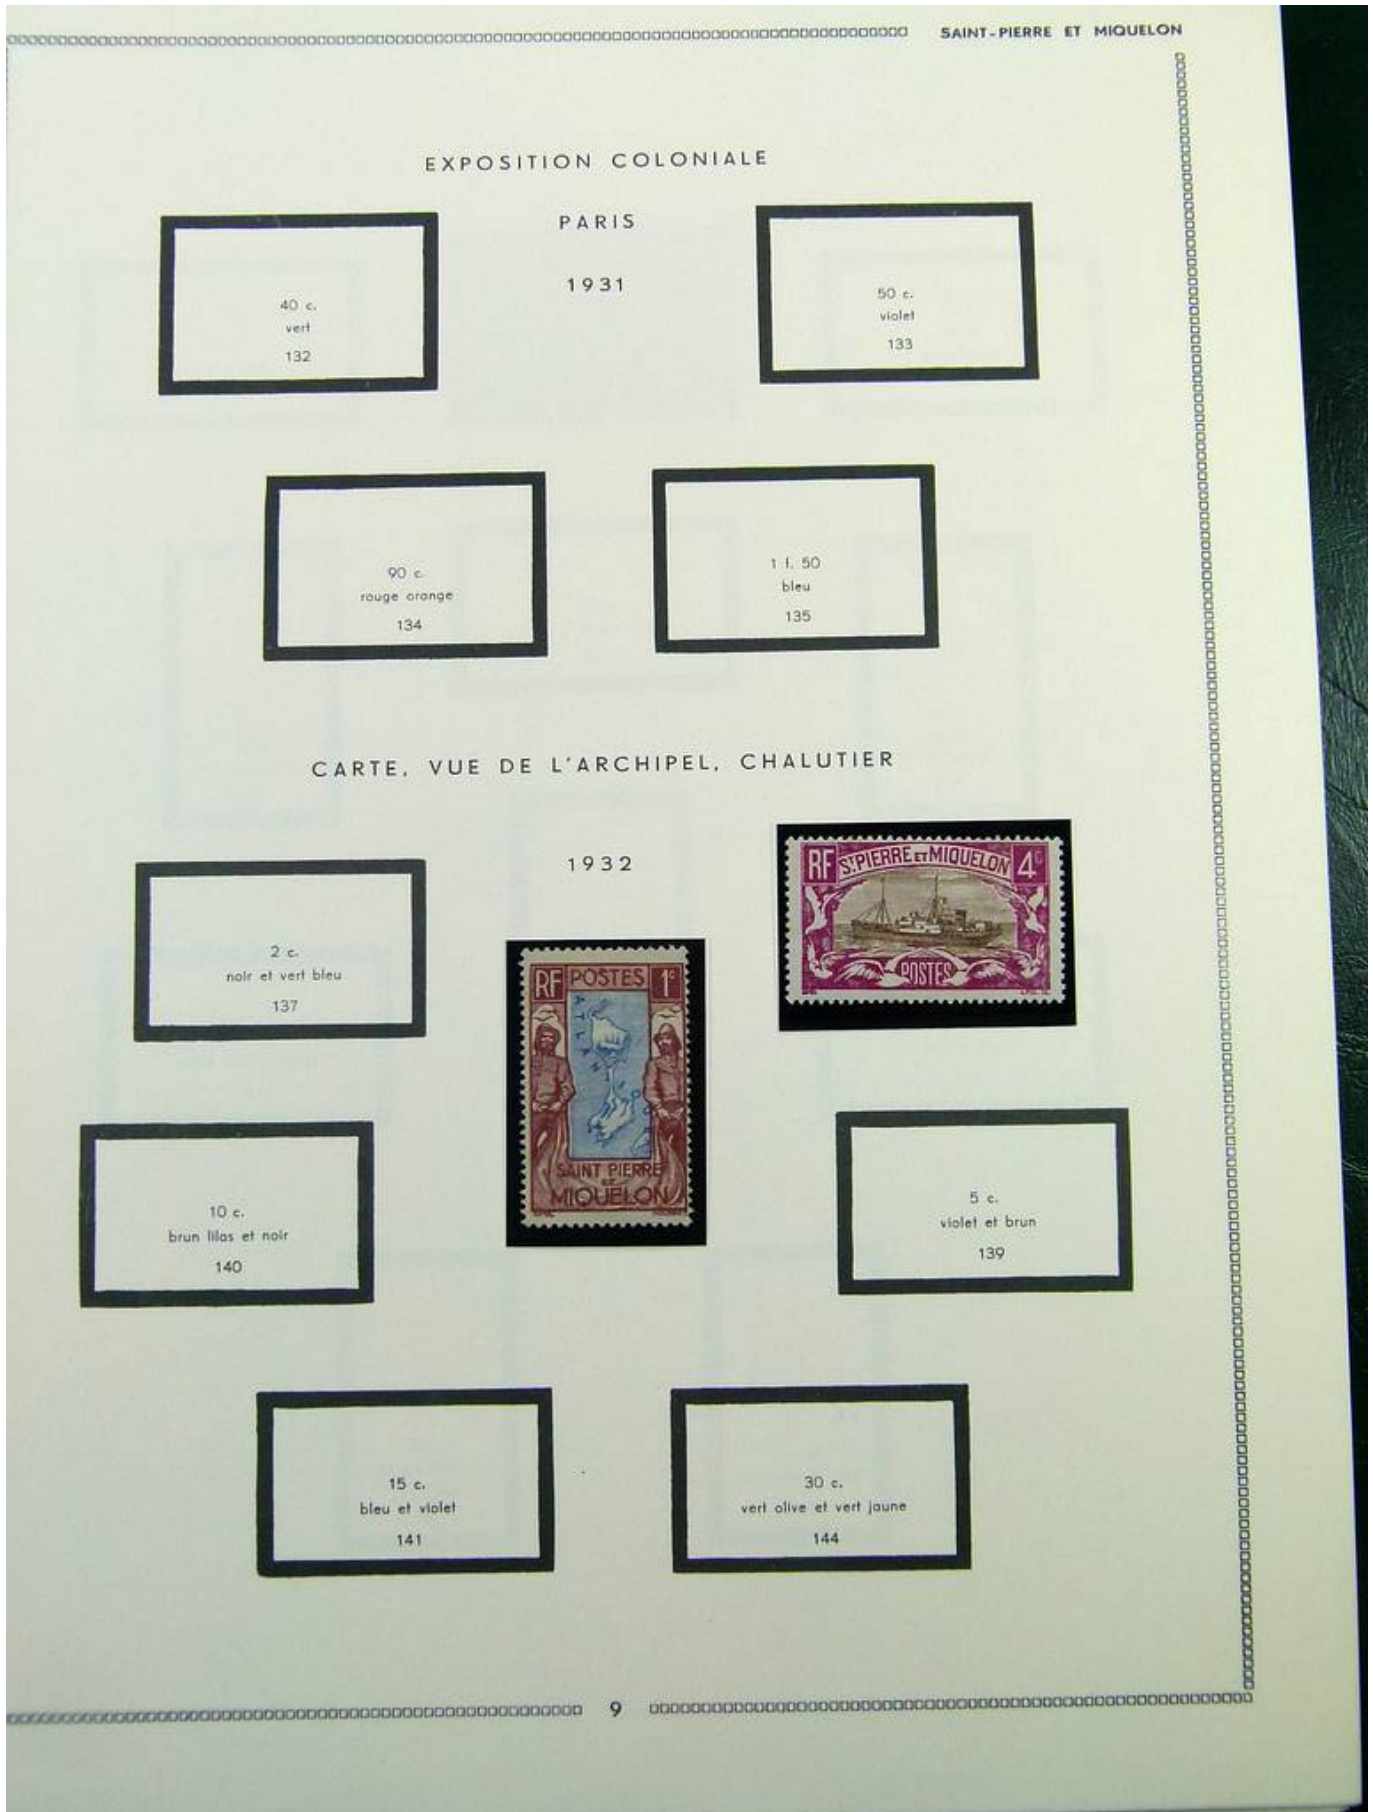 SAINT-PIERRE ET MIQUELON
EXPOSITION COLONIALE
PARIS
1931
40 c.
vert
132
50 c.
violet
133
90 c.
rouge orange
134
1 f. 50
bleu
135
CARTE, VUE DE L'ARCHIPEL, CHALUTIER
1932
2 c.
noir et vert bleu
137
RF POSTES 1c
ATLANTIQUE
SAINT PIERRE
ET
MIQUELON
RF ST PIERRE ET MIQUELON 4c
POSTES
10 c.
brun lilas et noir
140
5 c.
violet et brun
139
15 c.
bleu et violet
141
30 c.
vert olive et vert jaune
144
9